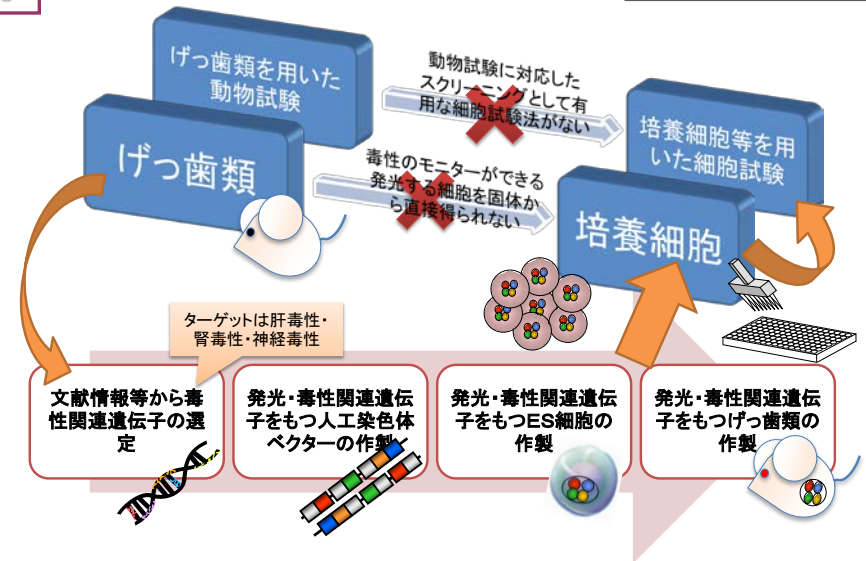 げっ歯類を用いた
動物試験
動物試験に対応した
スクリーニングとして有
用な細胞試験法がない
培養細胞等を用
いた細胞試験
げっ歯類
毒性のモニターができる
発光する細胞を固体か
ら直接得られない
培養細胞
ターゲットは肝毒性・
腎毒性・神経毒性
文献情報等から毒
性関連遺伝子の選
定
発光・毒性関連遺伝
子をもつ人工染色体
ベクターの作製
発光・毒性関連遺伝
子をもつES細胞の
作製
発光・毒性関連遺伝
子をもつげっ歯類の
作製